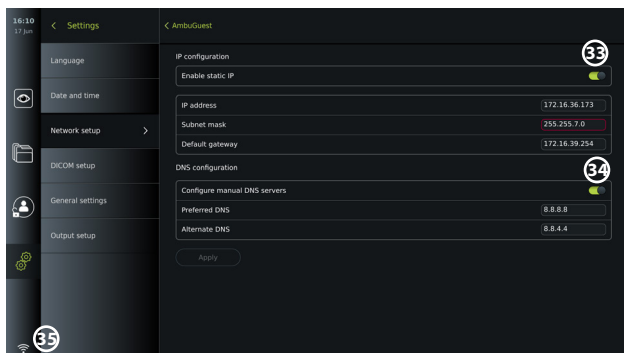 16:10
17 Jun
Settings
AmbuGuest
Language
Date and time
Network setup
DICOM setup
General settings
Output setup
IP configuration
33
Enable static IP
IP address 172.16.36.173
Subnet mask 255.255.7.0
Default gateway 172.16.39.254
DNS configuration
34
Configure manual DNS servers
Preferred DNS 8.8.8.8
Alternate DNS 8.8.4.4
Apply
35